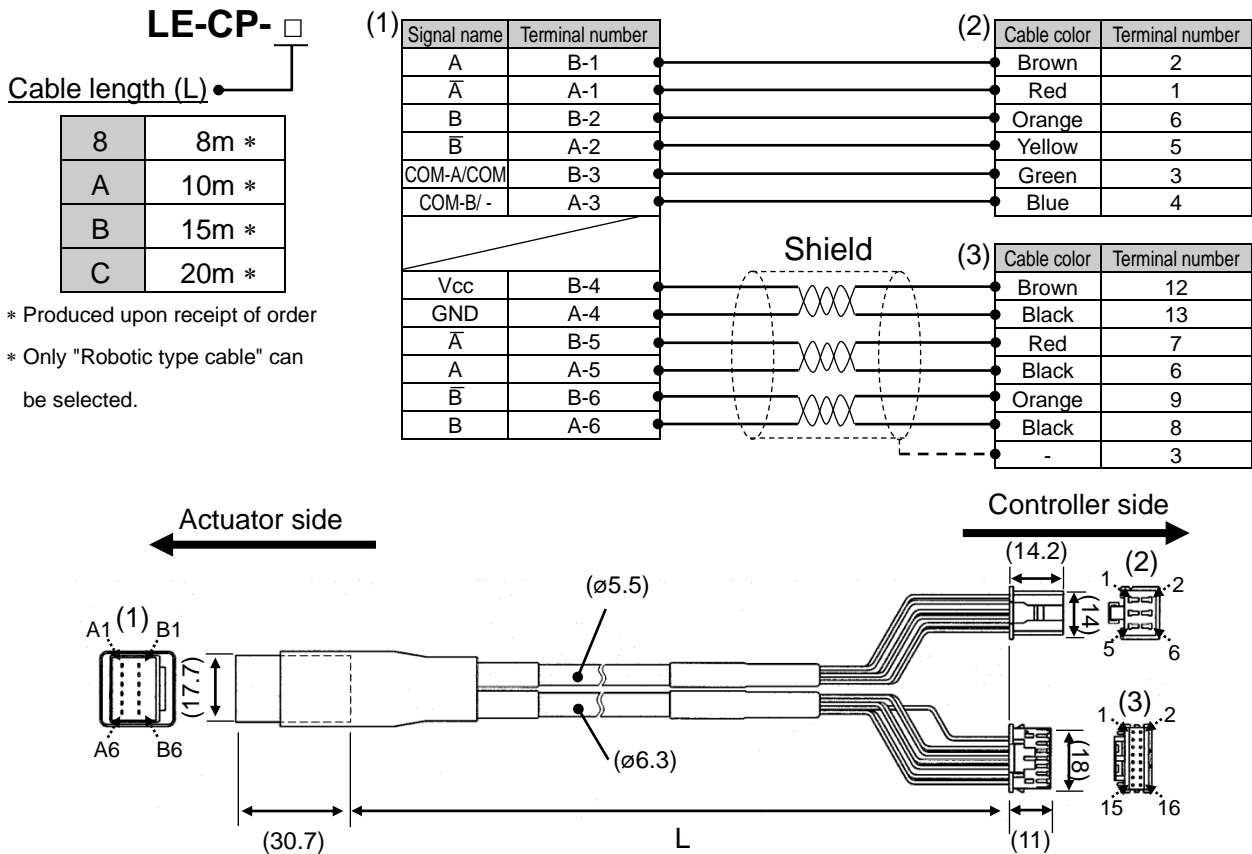 LE-CP- □
Cable length (L)
8 8m *
A 10m *
B 15m *
C 20m *
* Produced upon receipt of order
* Only "Robotic type cable" can
be selected.
(1)
Signal name Terminal number
A B-1
A̅ A-1
B B-2
B̅ A-2
COM-A/COM B-3
COM-B/ - A-3
Vcc B-4
GND A-4
A̅ B-5
A A-5
B̅ B-6
B A-6
Shield
(2)
Cable color Terminal number
Brown 2
Red 1
Orange 6
Yellow 5
Green 3
Blue 4
(3)
Cable color Terminal number
Brown 12
Black 13
Red 7
Black 6
Orange 9
Black 8
- 3
Actuator side
Controller side
(1)
A1 B1
A6 B6
(17.7)
(30.7)
(ø5.5)
(ø6.3)
L
(14.2)
(14)
(2)
1 2
5 6
(18)
(11)
(3)
1 2
15 16